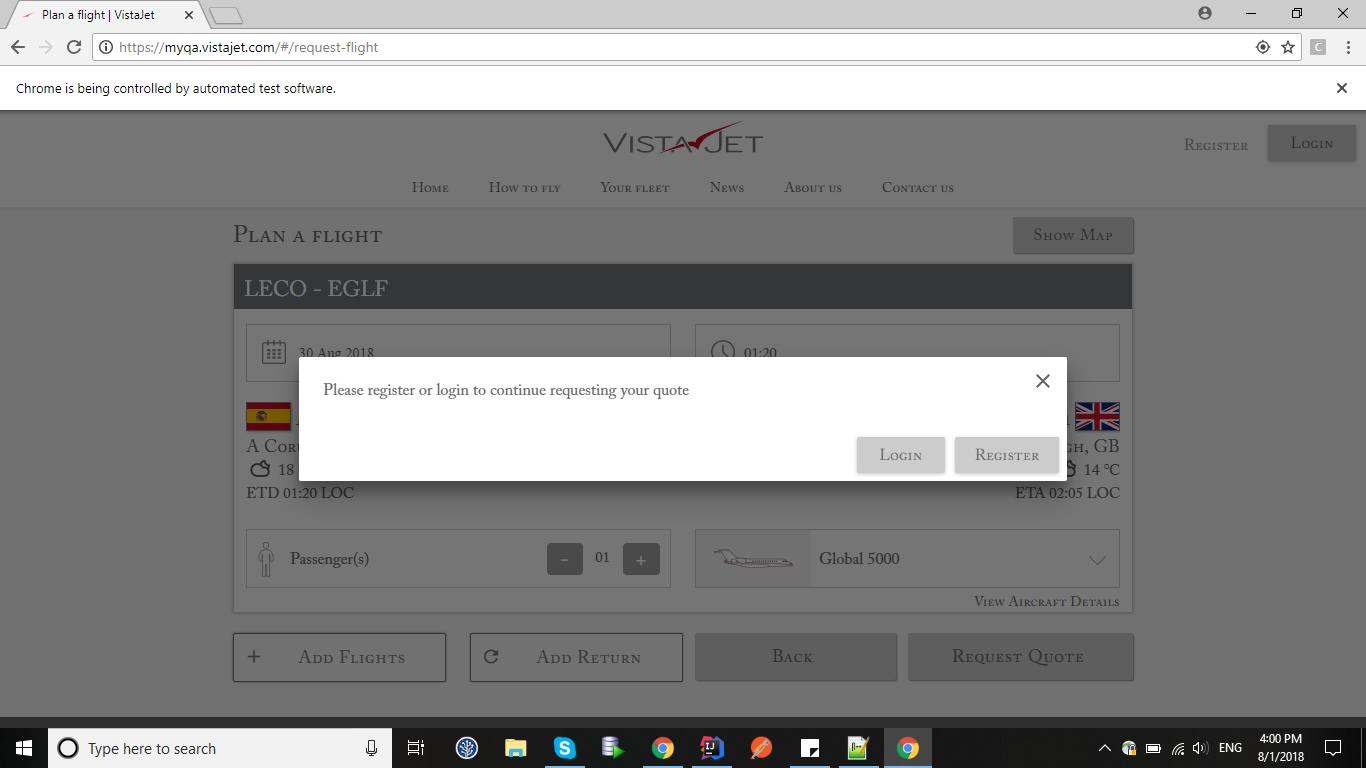 Plan a flight | VistaJet
https://myqa.vistajet.com/#/request-flight
C
Chrome is being controlled by automated test software.
VISTAJET
REGISTER
LOGIN
HOME
HOW TO FLY
YOUR FLEET
NEWS
ABOUT US
CONTACT US
PLAN A FLIGHT
SHOW MAP
LECO - EGLF
30 Aug 2018
01:20
Please register or login to continue requesting your quote
LOGIN
REGISTER
A
GB
18
14 °C
ETD 01:20 LOC
ETA 02:05 LOC
Passenger(s)
-
01
+
Global 5000
VIEW AIRCRAFT DETAILS
+ ADD FLIGHTS
ADD RETURN
BACK
REQUEST QUOTE
Type here to search
ENG
4:00 PM
8/1/2018